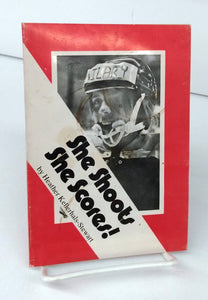 HILARY
She Shoots
She Scores!
by Heather Kellerhals-Stewart